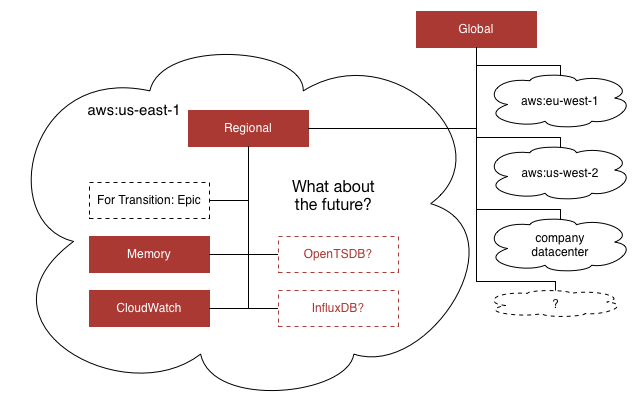 Global
aws:us-east-1
Regional
aws:eu-west-1
aws:us-west-2
For Transition: Epic
What about
the future?
company
datacenter
Memory
OpenTSDB?
CloudWatch
InfluxDB?
?